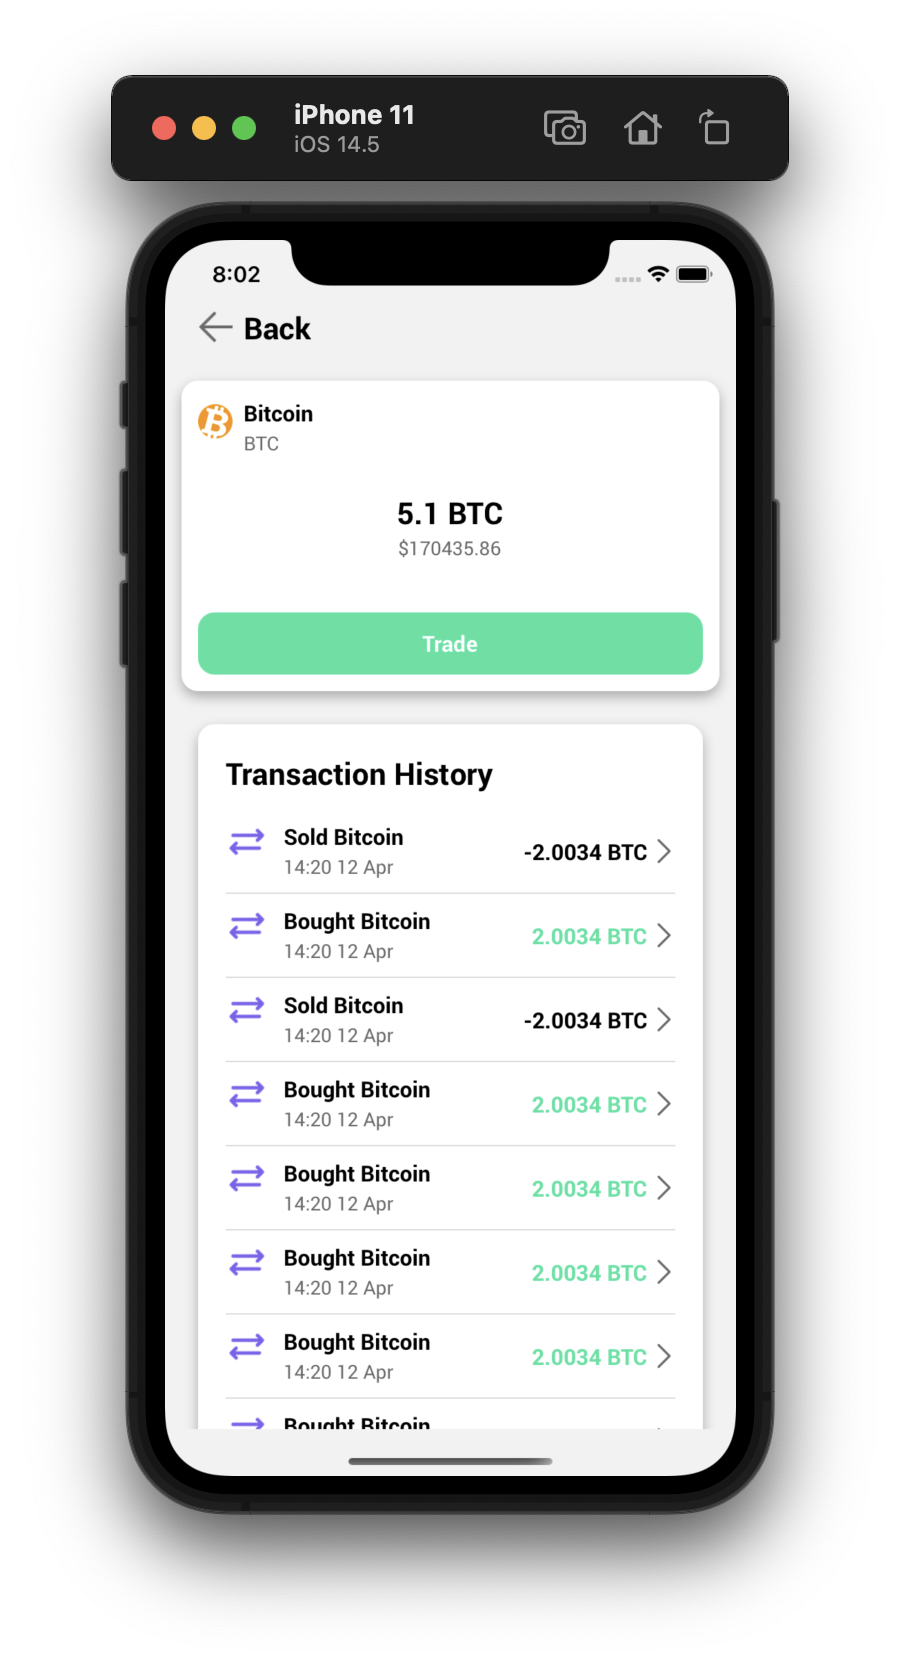 iPhone 11
iOS 14.5
8:02
Back
Bitcoin
BTC
5.1 BTC
$170435.86
Trade
Transaction History
Sold Bitcoin
-2.0034 BTC
14:20 12 Apr
Bought Bitcoin
2.0034 BTC
14:20 12 Apr
Sold Bitcoin
-2.0034 BTC
14:20 12 Apr
Bought Bitcoin
2.0034 BTC
14:20 12 Apr
Bought Bitcoin
2.0034 BTC
14:20 12 Apr
Bought Bitcoin
2.0034 BTC
14:20 12 Apr
Bought Bitcoin
2.0034 BTC
14:20 12 Apr
Bought Bitcoin